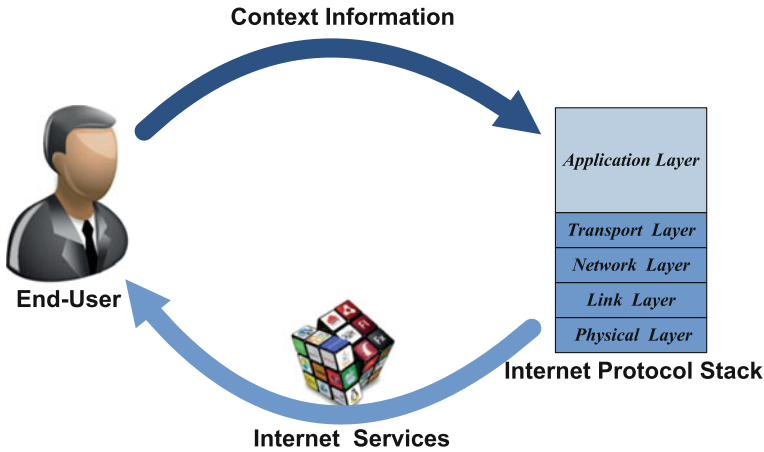 Context Information
Application Layer
Transport Layer
Network Layer
Link Layer
Physical Layer
End-User
Internet Protocol Stack
Internet Services